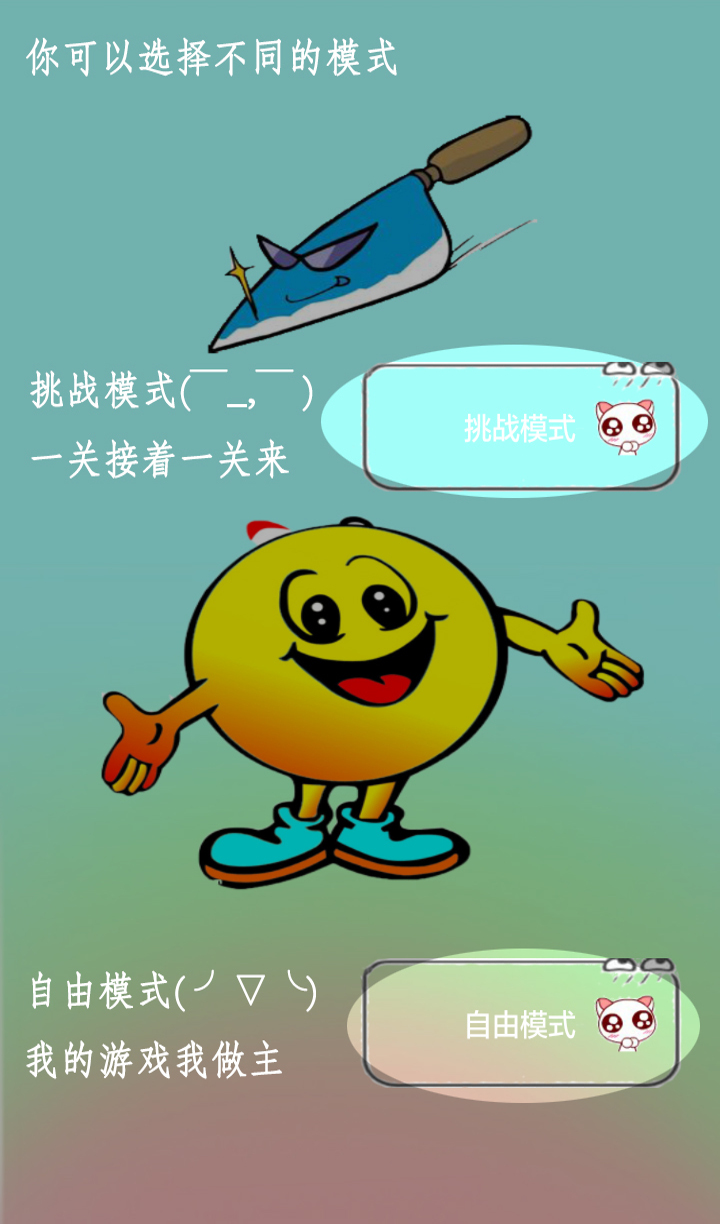 你可以选择不同的模式
挑战模式(￣_,￣ )
一关接着一关来
挑战模式
自由模式(╯▽╰)
我的游戏我做主
自由模式